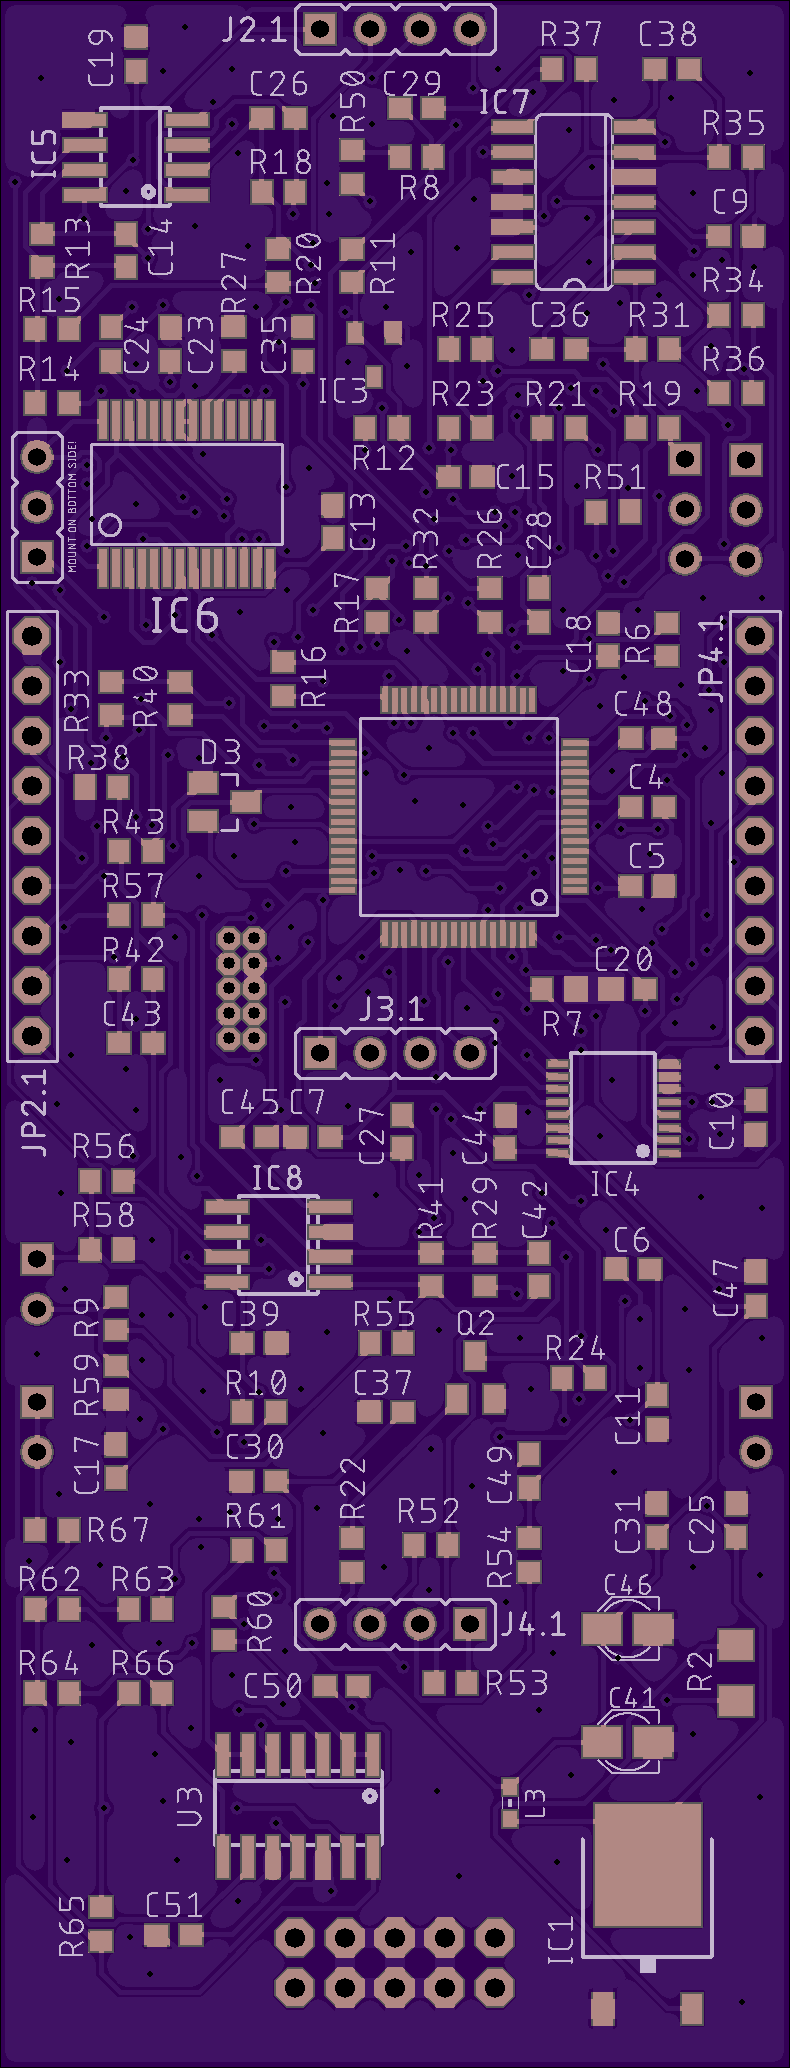 J2.1
R37
C38
C19
C26
R50
C29
IC7
IC5
R35
R18
R8
C9
R13
C14
R27
R20
R11
R34
R15
C24
C23
C35
R25
C36
R31
R14
IC3
R36
R23
R21
R19
R12
C15
R51
MOUNT ON BOTTOM SIDE!
C13
R32
R26
C28
IC6
R17
C18
R6
JP4.1
R33
R40
R16
C48
R38
D3
C4
R43
C5
R57
R42
C20
C43
J3.1
R7
JP2.1
C45
C7
C27
C44
C10
R56
IC8
IC4
R58
R41
R29
C42
C6
C47
R9
C39
R55
Q2
R59
R10
C37
R24
C11
C17
C30
C49
R67
R61
R22
R52
R54
C31
C25
R62
R63
R60
J4.1
C46
R2
R64
R66
C50
R53
C41
U3
L3
R65
C51
IC1